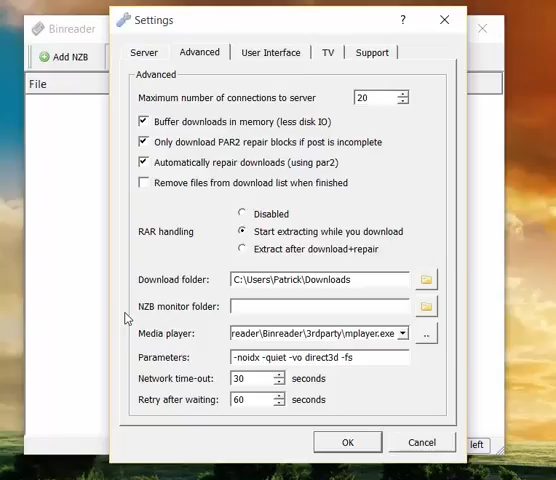 Binreader
Settings
?
Add NZB
Server
Advanced
User Interface
TV
Support
File
Advanced
Maximum number of connections to server
20
Buffer downloads in memory (less disk IO)
Only download PAR2 repair blocks if post is incomplete
Automatically repair downloads (using par2)
Remove files from download list when finished
Disabled
RAR handling
Start extracting while you download
Extract after download+repair
Download folder:
C:\Users\Patrick\Downloads
NZB monitor folder:
Media player:
reader\Binreader\3rdparty\mplayer.exe
..
Parameters:
-noidx -quiet -vo direct3d -fs
Network time-out:
30
seconds
Retry after waiting:
60
seconds
OK
Cancel
left